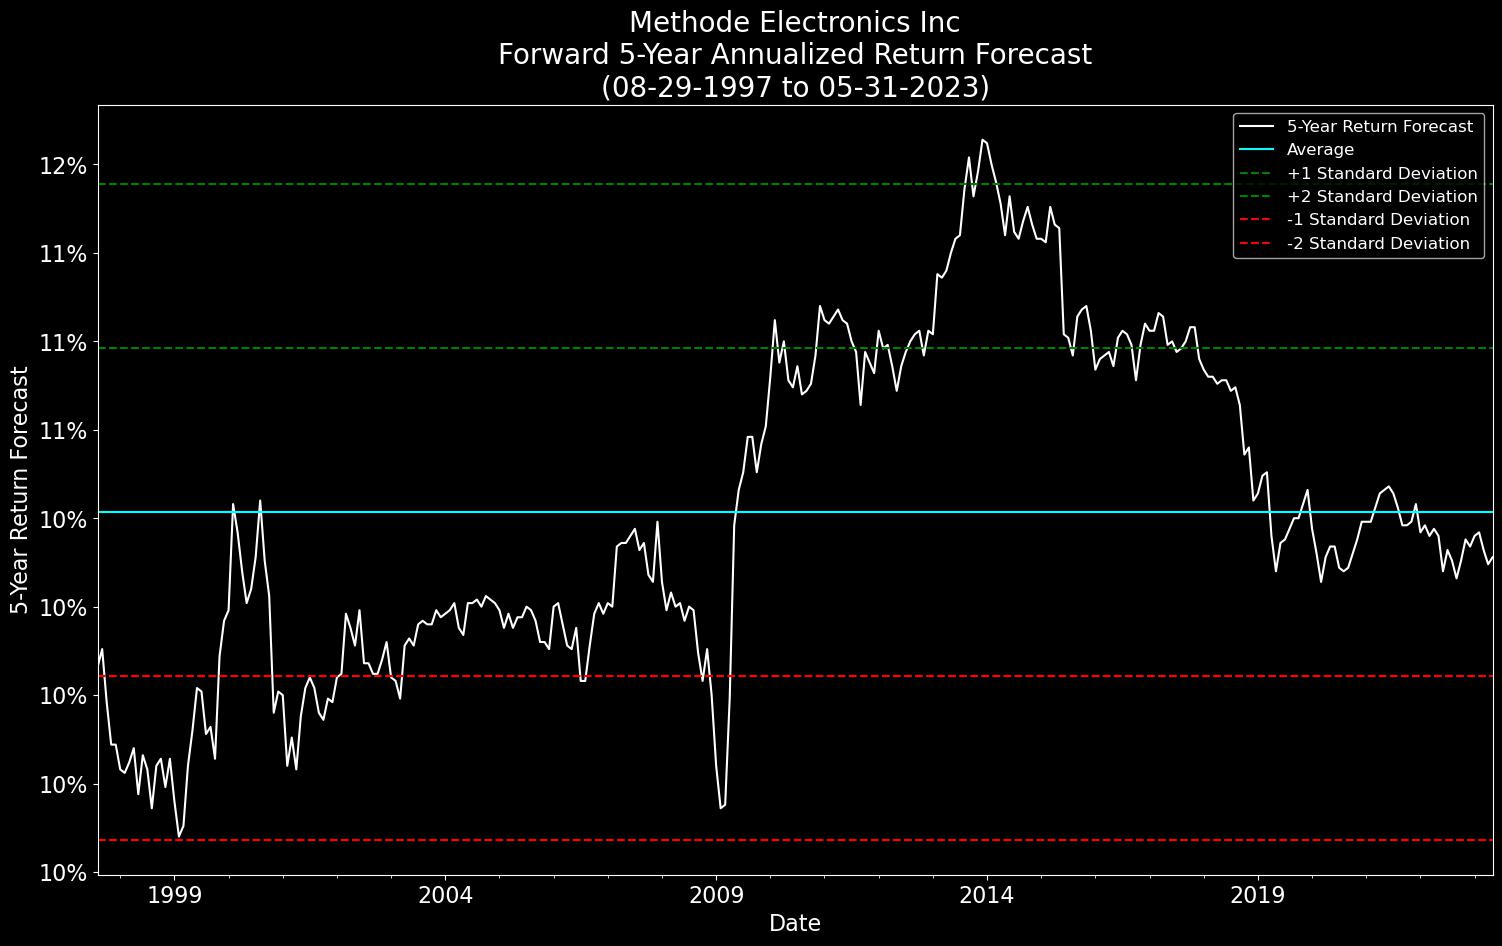 Methode Electronics Inc
Forward 5-Year Annualized Return Forecast
(08-29-1997 to 05-31-2023)
5-Year Return Forecast
Average
+1 Standard Deviation
+2 Standard Deviation
-1 Standard Deviation
-2 Standard Deviation
12%
11%
11%
11%
10%
10%
10%
10%
10%
5-Year Return Forecast
1999
2004
2009
2014
2019
Date